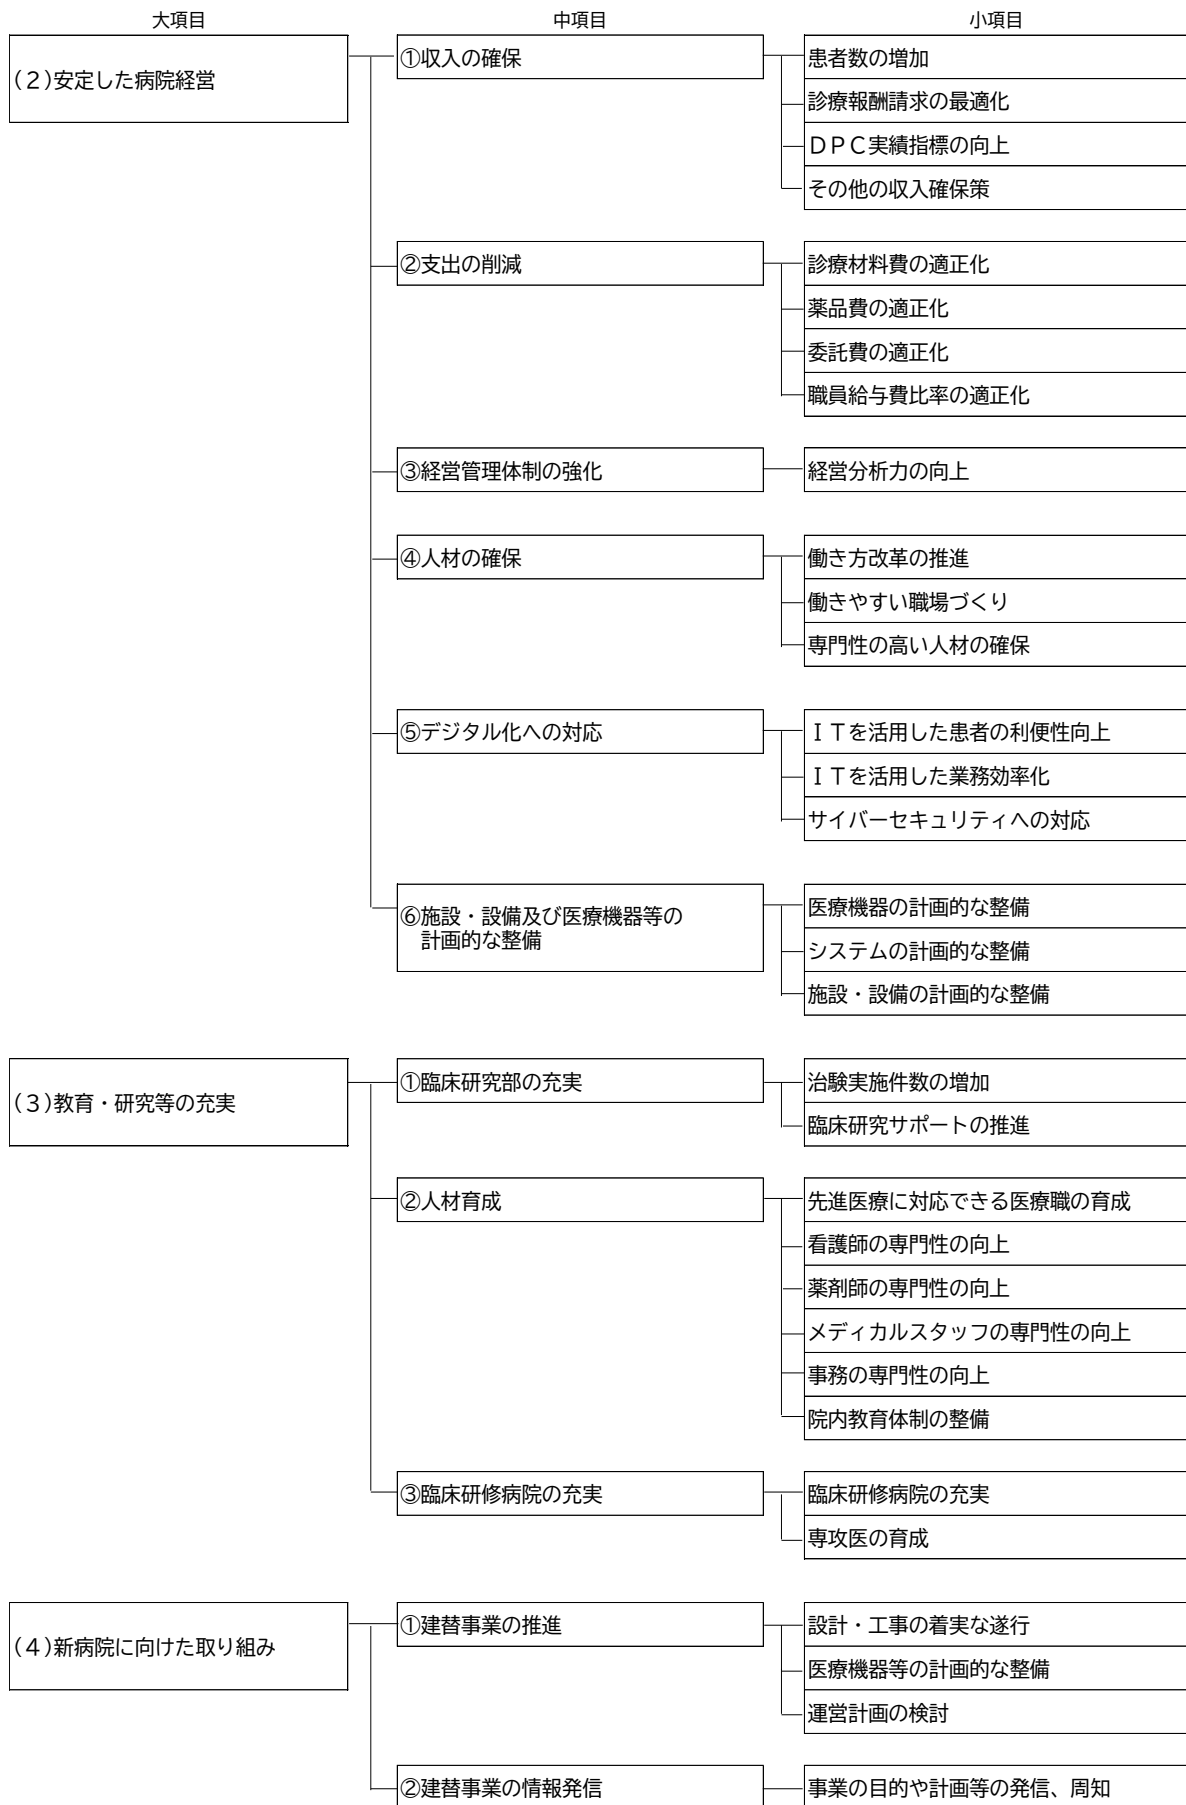 大項目
中項目
小項目
(2)安定した病院経営
①収入の確保
患者数の増加
診療報酬請求の最適化
ＤＰＣ実績指標の向上
その他の収入確保策
②支出の削減
診療材料費の適正化
薬品費の適正化
委託費の適正化
職員給与費比率の適正化
③経営管理体制の強化
経営分析力の向上
④人材の確保
働き方改革の推進
働きやすい職場づくり
専門性の高い人材の確保
⑤デジタル化への対応
ＩＴを活用した患者の利便性向上
ＩＴを活用した業務効率化
サイバーセキュリティへの対応
⑥施設・設備及び医療機器等の
計画的な整備
医療機器の計画的な整備
システムの計画的な整備
施設・設備の計画的な整備
(3)教育・研究等の充実
①臨床研究部の充実
治験実施件数の増加
臨床研究サポートの推進
②人材育成
先進医療に対応できる医療職の育成
看護師の専門性の向上
薬剤師の専門性の向上
メディカルスタッフの専門性の向上
事務の専門性の向上
院内教育体制の整備
③臨床研修病院の充実
臨床研修病院の充実
専攻医の育成
(4)新病院に向けた取り組み
①建替事業の推進
設計・工事の着実な遂行
医療機器等の計画的な整備
運営計画の検討
②建替事業の情報発信
事業の目的や計画等の発信、周知